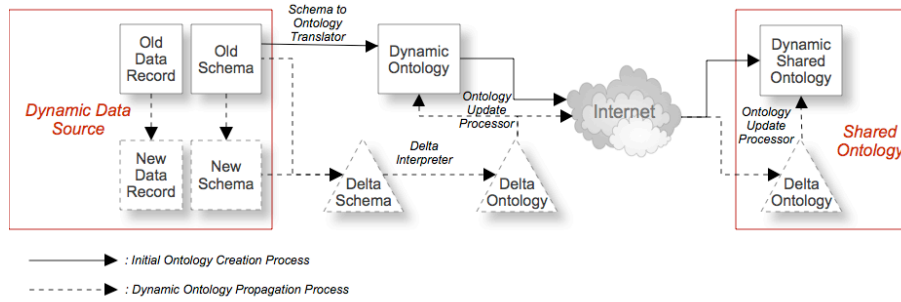 Schema to
Ontology
Translator
Old
Data
Record
Old
Schema
Dynamic
Ontology
Dynamic
Shared
Ontology
Dynamic Data
Source
Ontology
Update
Processor
Internet
Ontology
Update
Processor
Shared
Ontology
New
Data
Record
New
Schema
Delta
Interpreter
Delta
Schema
Delta
Ontology
Delta
Ontology
: Initial Ontology Creation Process
: Dynamic Ontology Propagation Process